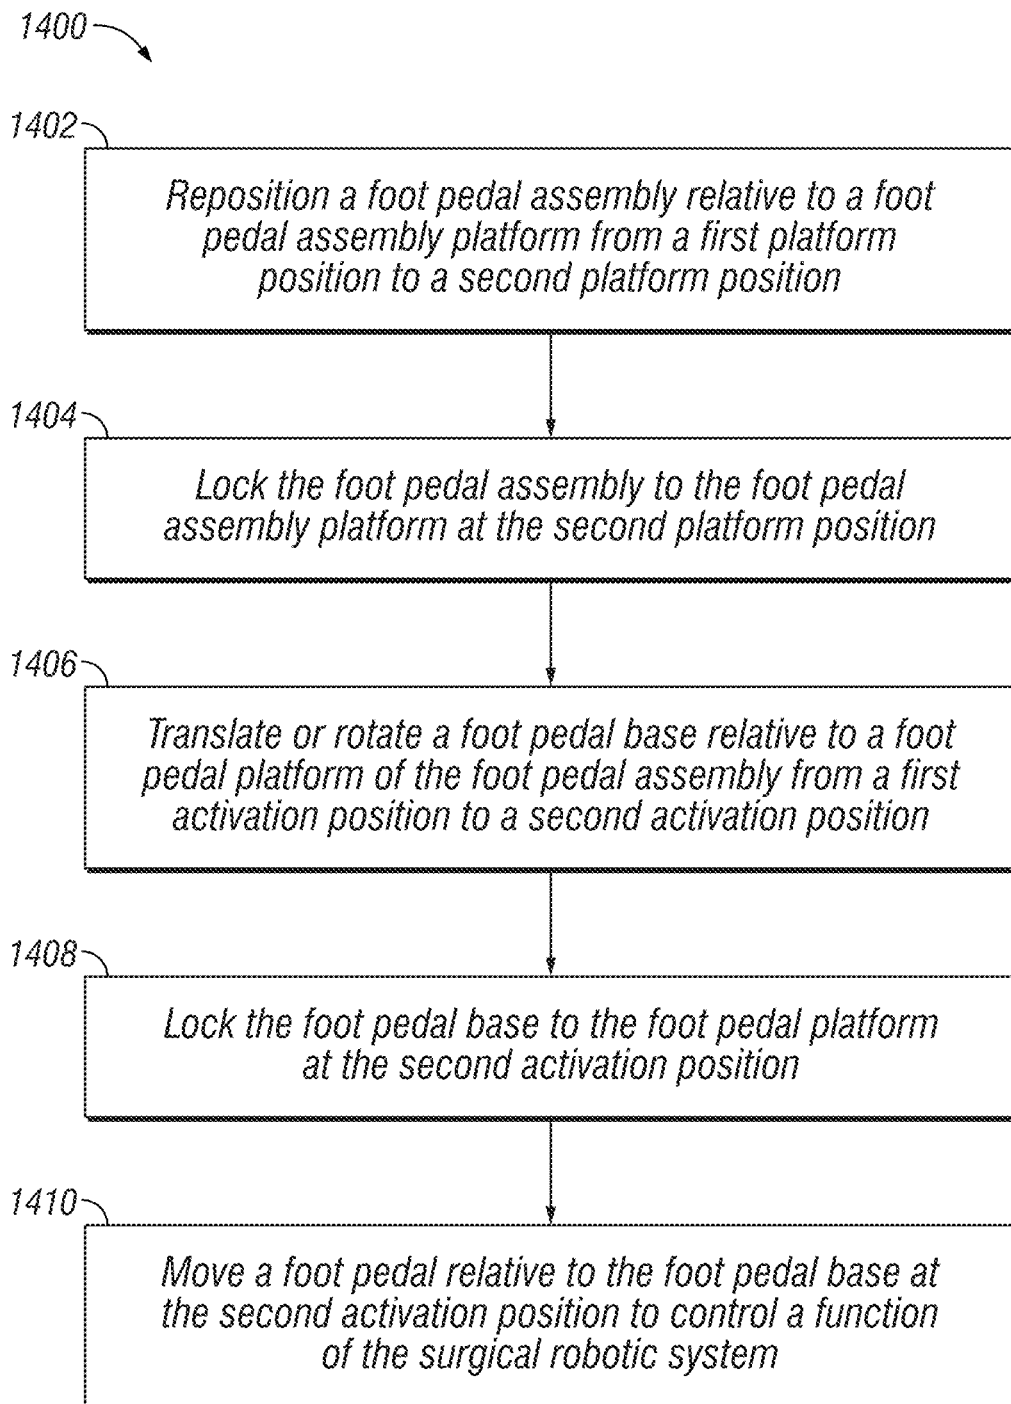 1400
1402
Reposition a foot pedal assembly relative to a foot
pedal assembly platform from a first platform
position to a second platform position
1404
Lock the foot pedal assembly to the foot pedal
assembly platform at the second platform position
1406
Translate or rotate a foot pedal base relative to a foot
pedal platform of the foot pedal assembly from a first
activation position to a second activation position
1408
Lock the foot pedal base to the foot pedal platform
at the second activation position
1410
Move a foot pedal relative to the foot pedal base at
the second activation position to control a function
of the surgical robotic system